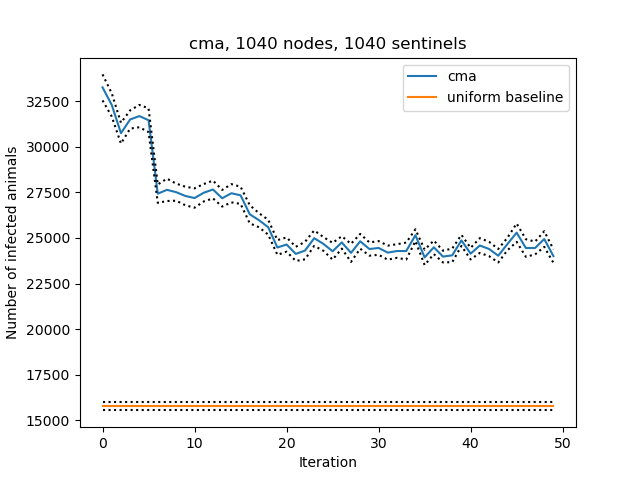 cma, 1040 nodes, 1040 sentinels
cma
uniform baseline
Number of infected animals
32500
30000
27500
25000
22500
20000
17500
15000
0 10 20 30 40 50
Iteration